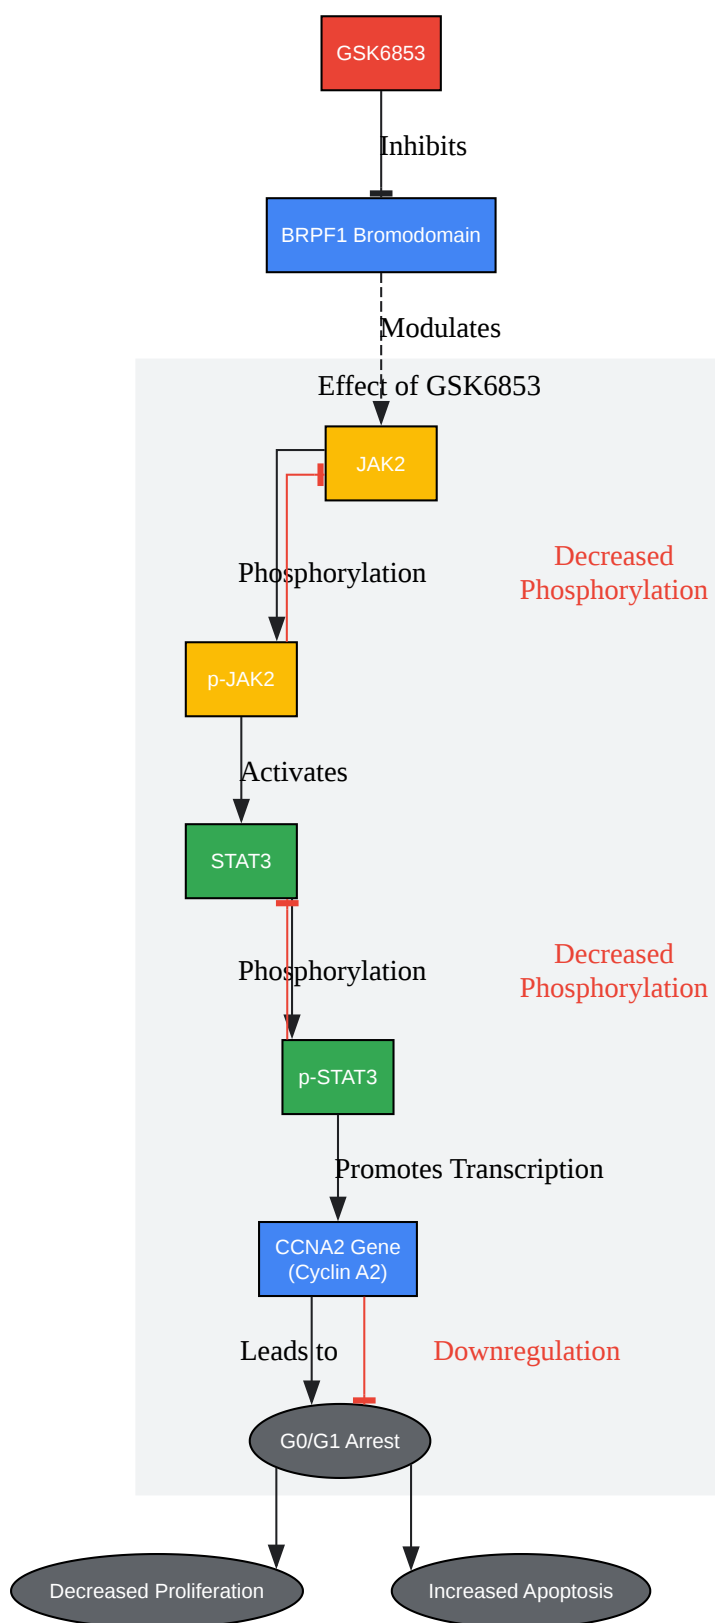 GSK6853
Inhibits
BRPF1 Bromodomain
Modulates
Effect of GSK6853
JAK2
Phosphorylation
Decreased
Phosphorylation
p-JAK2
Activates
STAT3
Phosphorylation
Decreased
Phosphorylation
p-STAT3
Promotes Transcription
CCNA2 Gene
(Cyclin A2)
Leads to
Downregulation
G0/G1 Arrest
Decreased Proliferation
Increased Apoptosis